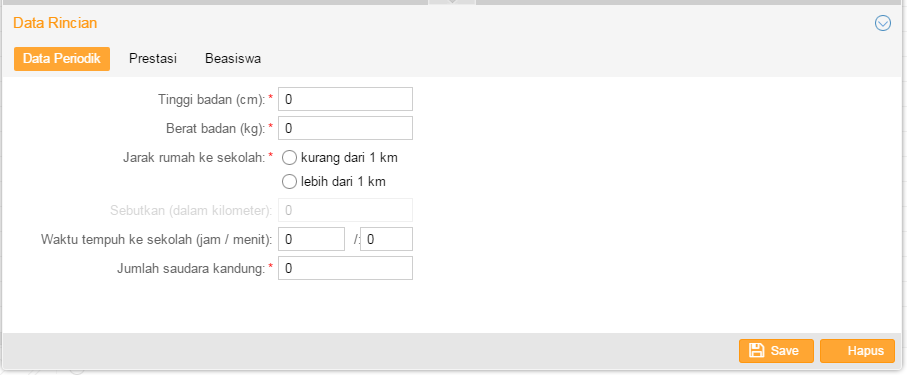 Data Rincian
Data Periodik Prestasi Beasiswa
Tinggi badan (cm):* 0
Berat badan (kg):* 0
Jarak rumah ke sekolah:* kurang dari 1 km
lebih dari 1 km
Sebutkan (dalam kilometer): 0
Waktu tempuh ke sekolah (jam / menit): 0 /: 0
Jumlah saudara kandung:* 0
Save Hapus